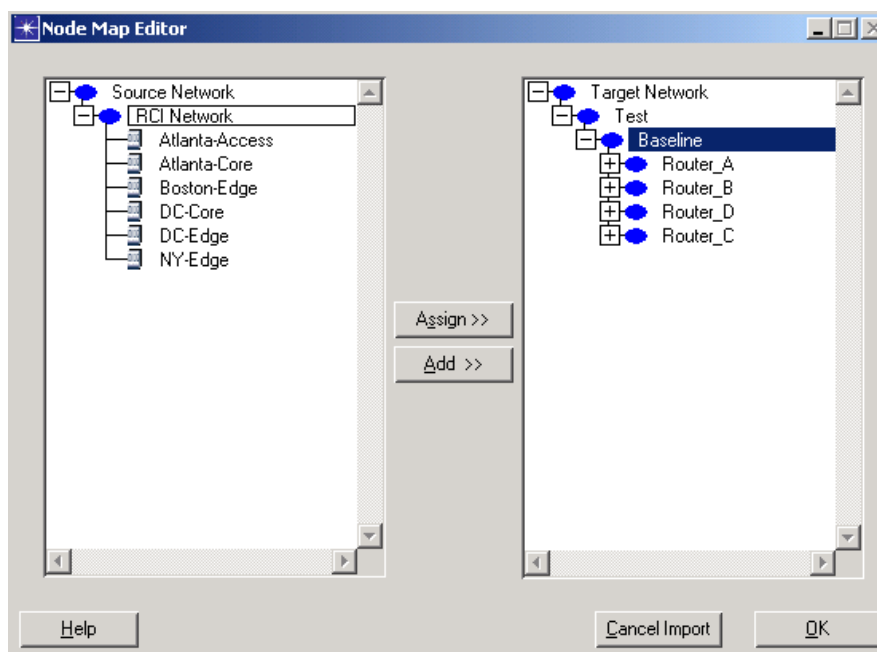 Node Map Editor
Source Network
RCI Network
Atlanta-Access
Atlanta-Core
Boston-Edge
DC-Core
DC-Edge
NY-Edge
Assign >>
Add >>
Target Network
Test
Baseline
Router_A
Router_B
Router_D
Router_C
Help
Cancel Import
OK